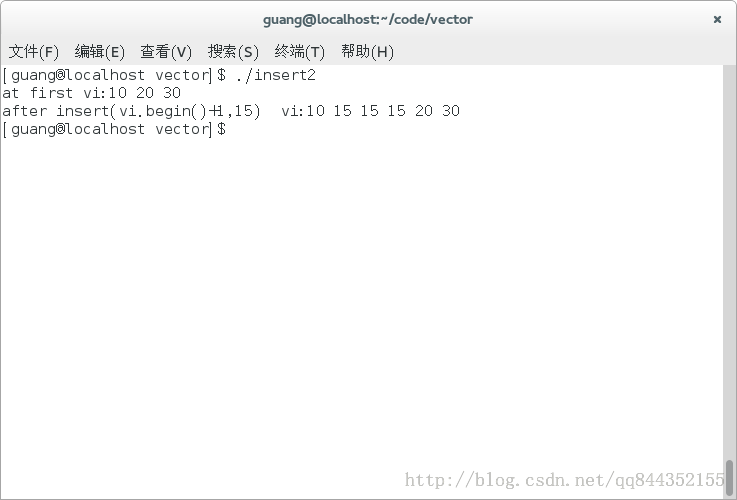 guang@localhost:~/code/vector ×
文件(F) 编辑(E) 查看(V) 搜索(S) 终端(T) 帮助(H)
[guang@localhost vector]$ ./insert2
at first vi:10 20 30
after insert(vi.begin()+1,15)  vi:10 15 15 15 20 30
[guang@localhost vector]$
http://blog.csdn.net/qq844352155